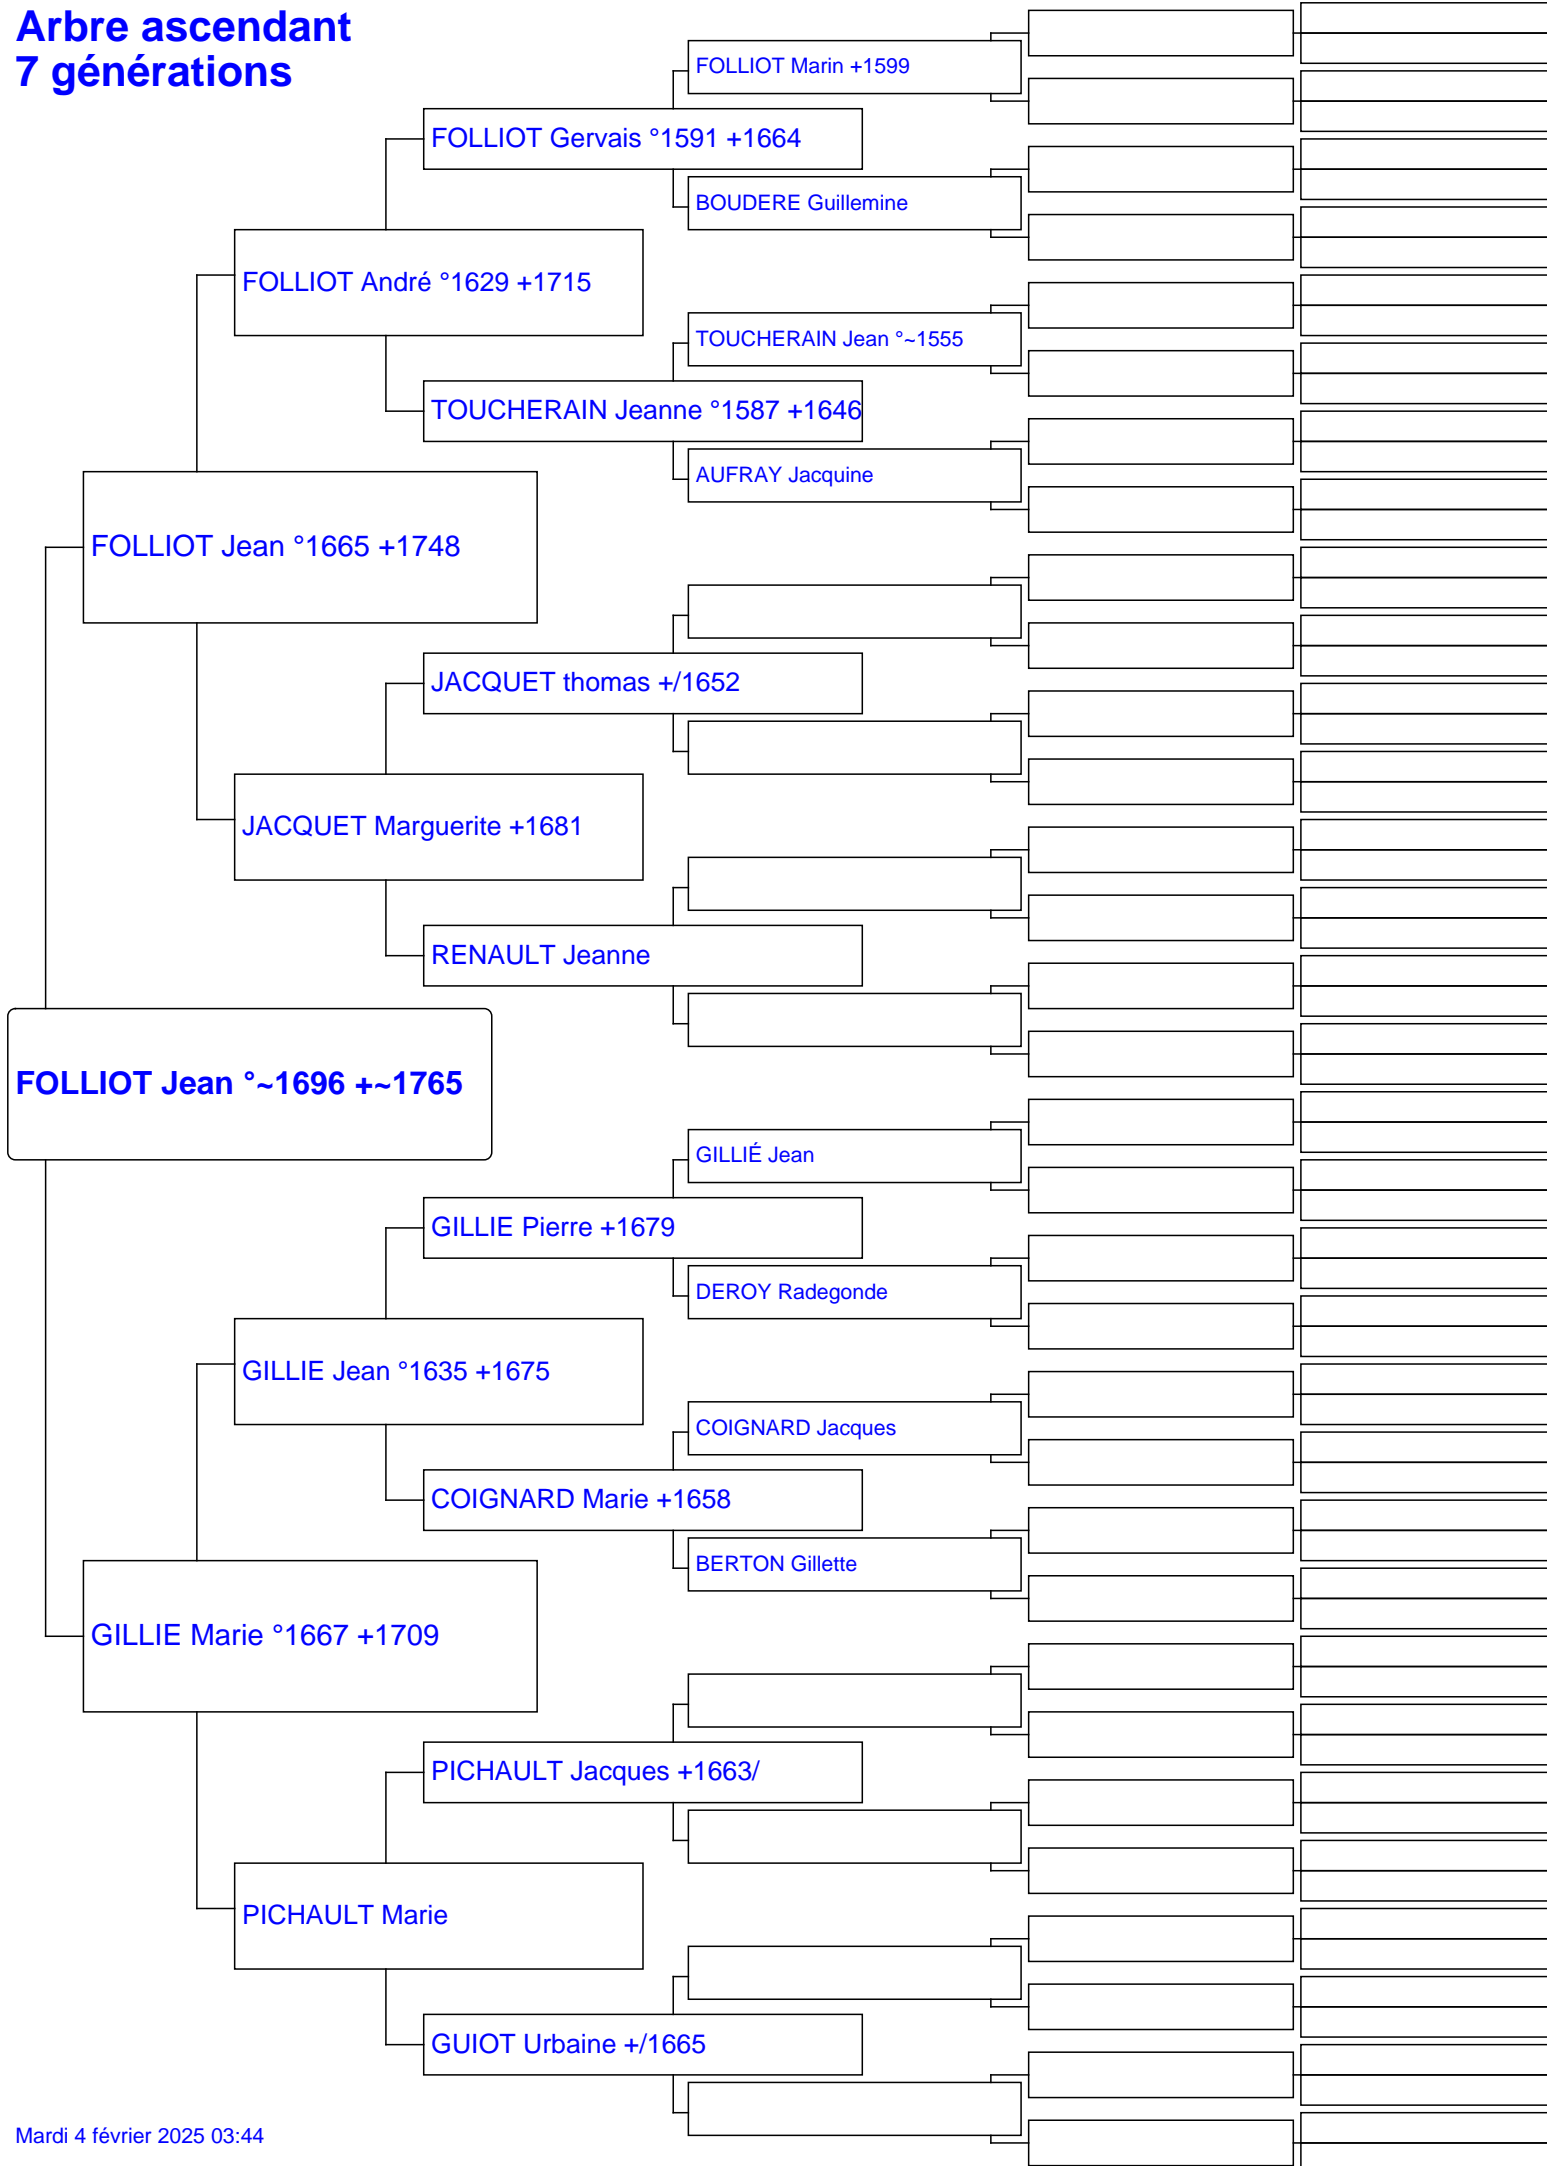 Arbre ascendant
7 générations
FOLLIOT Marin +1599
FOLLIOT Gervais °1591 +1664
BOUDERE Guillemine
FOLLIOT André °1629 +1715
TOUCHERAIN Jean °~1555
TOUCHERAIN Jeanne °1587 +1646
AUFRAY Jacquine
FOLLIOT Jean °1665 +1748
JACQUET thomas +/1652
JACQUET Marguerite +1681
RENAULT Jeanne
FOLLIOT Jean °~1696 +~1765
GILLIÉ Jean
GILLIE Pierre +1679
DEROY Radegonde
GILLIE Jean °1635 +1675
COIGNARD Jacques
COIGNARD Marie +1658
BERTON Gillette
GILLIE Marie °1667 +1709
PICHAULT Jacques +1663/
PICHAULT Marie
GUIOT Urbaine +/1665
Mardi 4 février 2025 03:44